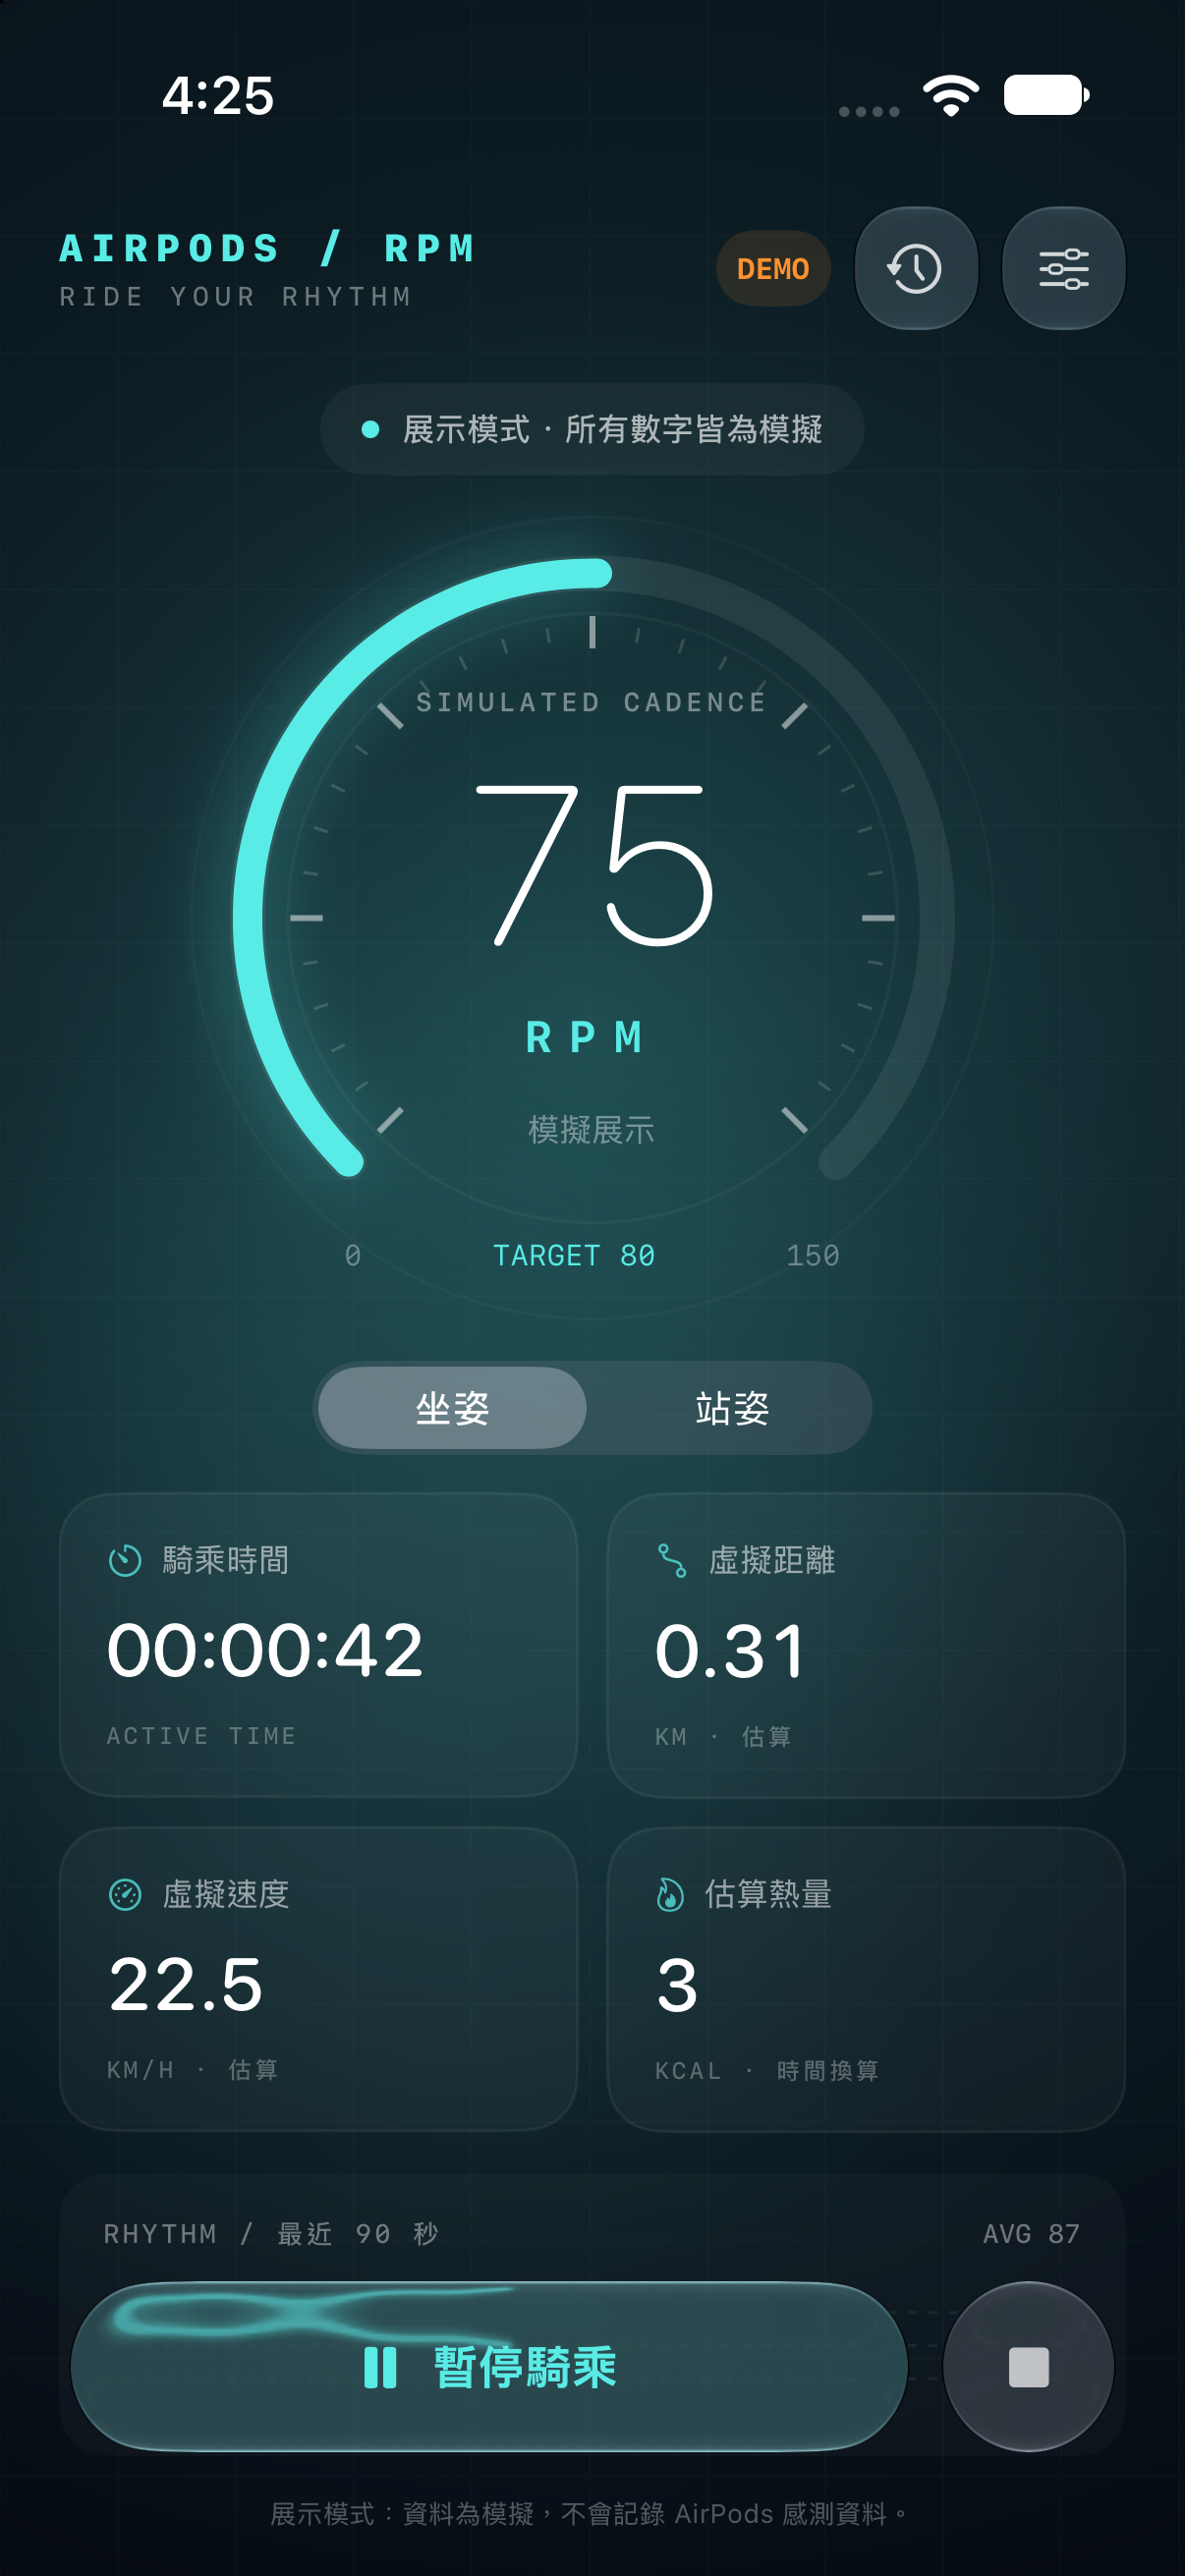 4:25
AIRPODS / RPM
RIDE YOUR RHYTHM
DEMO
展示模式 · 所有數字皆為模擬
SIMULATED CADENCE
75
RPM
模擬展示
0
TARGET 80
150
坐姿
站姿
騎乘時間
00:00:42
ACTIVE TIME
虛擬距離
0.31
KM · 估算
虛擬速度
22.5
KM/H · 估算
估算熱量
3
KCAL · 時間換算
RHYTHM / 最近 90 秒
AVG 87
暫停騎乘
展示模式：資料為模擬，不會記錄 AirPods 感測資料。